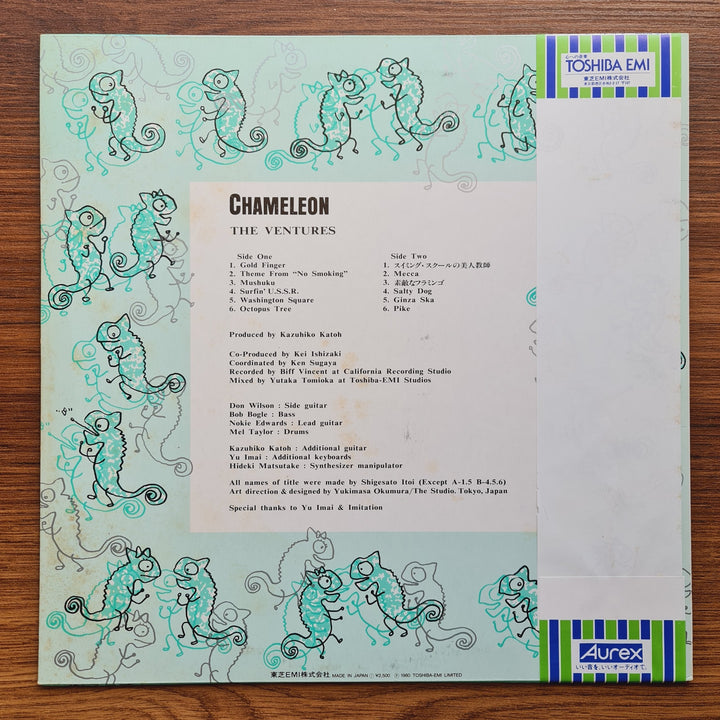 心への音楽
TOSHIBA EMI
東芝EMI株式会社
CHAMELEON
THE VENTURES
Side One
1. Gold Finger
2. Theme From “No Smoking”
3. Mushuku
4. Surfin' U.S.S.R.
5. Washington Square
6. Octopus Tree
Side Two
1. スイミング・スクールの美人教師
2. Mecca
3. 素敵なフラミンゴ
4. Salty Dog
5. Ginza Ska
6. Pike
Produced by Kazuhiko Katoh
Co-Produced by Kei Ishizaki
Coordinated by Ken Sugaya
Recorded by Biff Vincent at California Recording Studio
Mixed by Yutaka Tomioka at Toshiba-EMI Studios
Don Wilson : Side guitar
Bob Bogle : Bass
Nokie Edwards : Lead guitar
Mel Taylor : Drums
Kazuhiko Katoh : Additional guitar
Yu Imai : Additional keyboards
Hideki Matsutake : Synthesizer manipulator
All names of title were made by Shigesato Itoi (Except A-1.5 B-4.5.6)
Art direction & designed by Yukimasa Okumura/The Studio. Tokyo, Japan
Special thanks to Yu Imai & Imitation
Aurex
いい音を、いいオーディオで。
東芝EMI株式会社 MADE IN JAPAN ¥2,500 Ⓟ 1980 TOSHIBA-EMI LIMITED